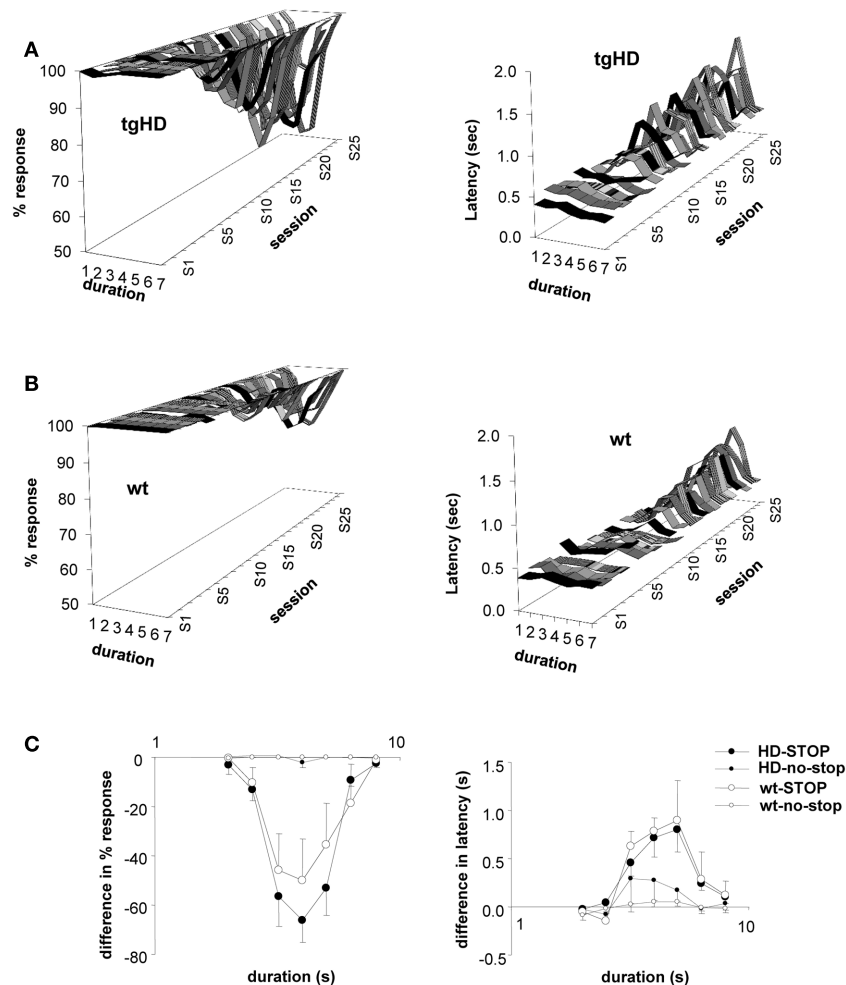 A
tgHD
% response
100
90
80
70
60
50
1 2 3 4 5 6 7
duration
S1
S5
S10
S15
S20
S25
session
tgHD
Latency (sec)
2.0
1.5
1.0
0.5
0.0
1 2 3 4 5 6 7
duration
S1
S5
S10
S15
S20
S25
session
B
wt
% response
100
90
80
70
60
50
1 2 3 4 5 6 7
duration
S1
S5
S10
S15
S20
S25
session
wt
Latency (sec)
2.0
1.5
1.0
0.5
0.0
1 2 3 4 5 6 7
duration
S1
S5
S10
S15
S20
S25
session
C
1
10
0
-20
-40
-60
-80
difference in % response
duration (s)
1.5
1.0
0.5
0.0
-0.5
1
10
difference in latency (s)
duration (s)
HD-STOP
HD-no-stop
wt-STOP
wt-no-stop